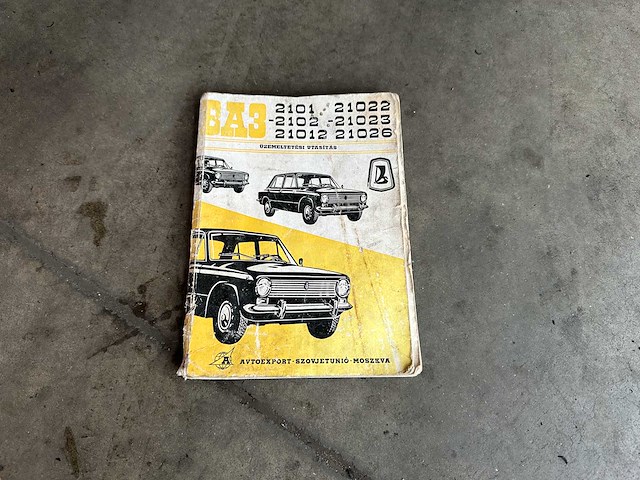 ВАЗ 2101 21022
-2102 -21023
21012 21026
ÜZEMELTETÉSI UTASÍTÁS
A
AVTOEXPORT-SZOVJETUNIÓ-MOSZKVA